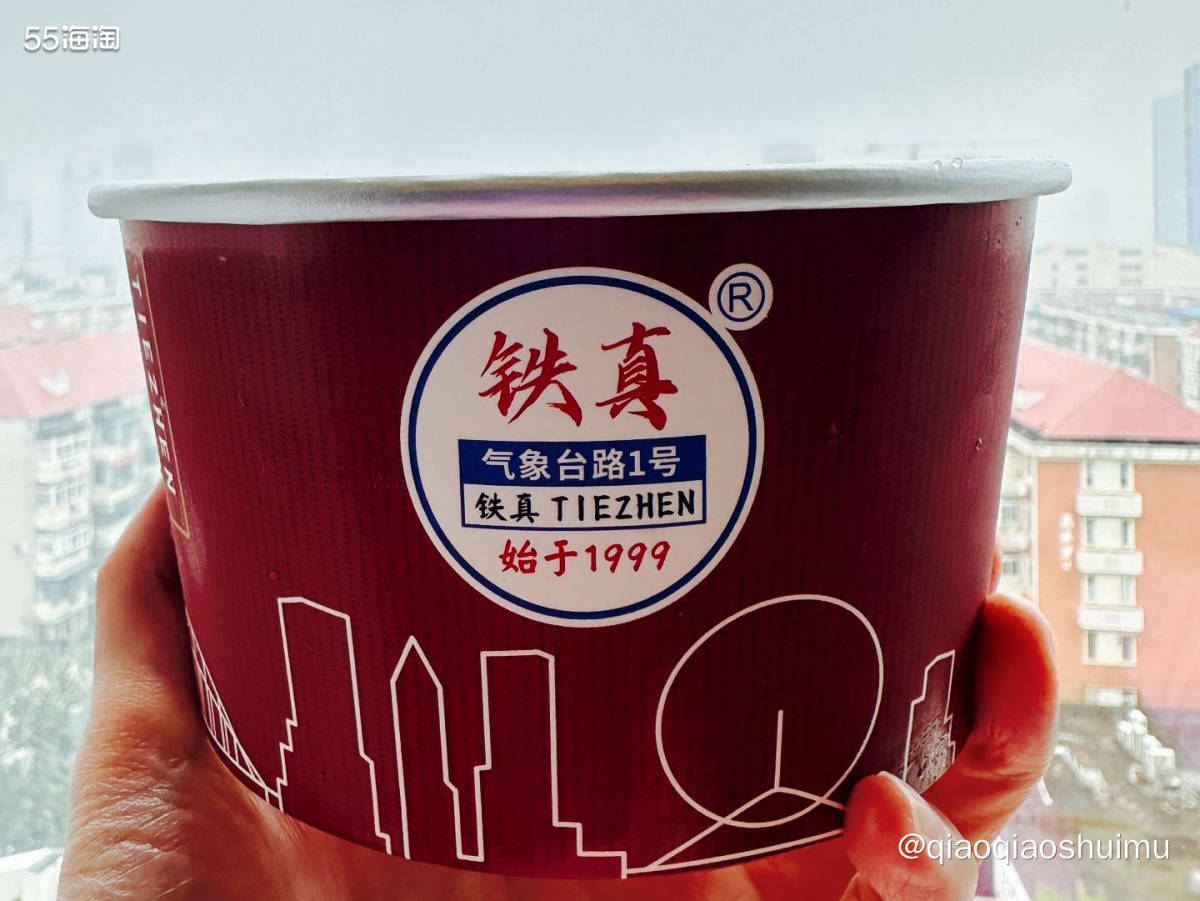 55海淘
TIEZHEN
®
铁真
气象台路1号
铁真 TIEZHEN
始于1999
@qiaoqiaoshuimu